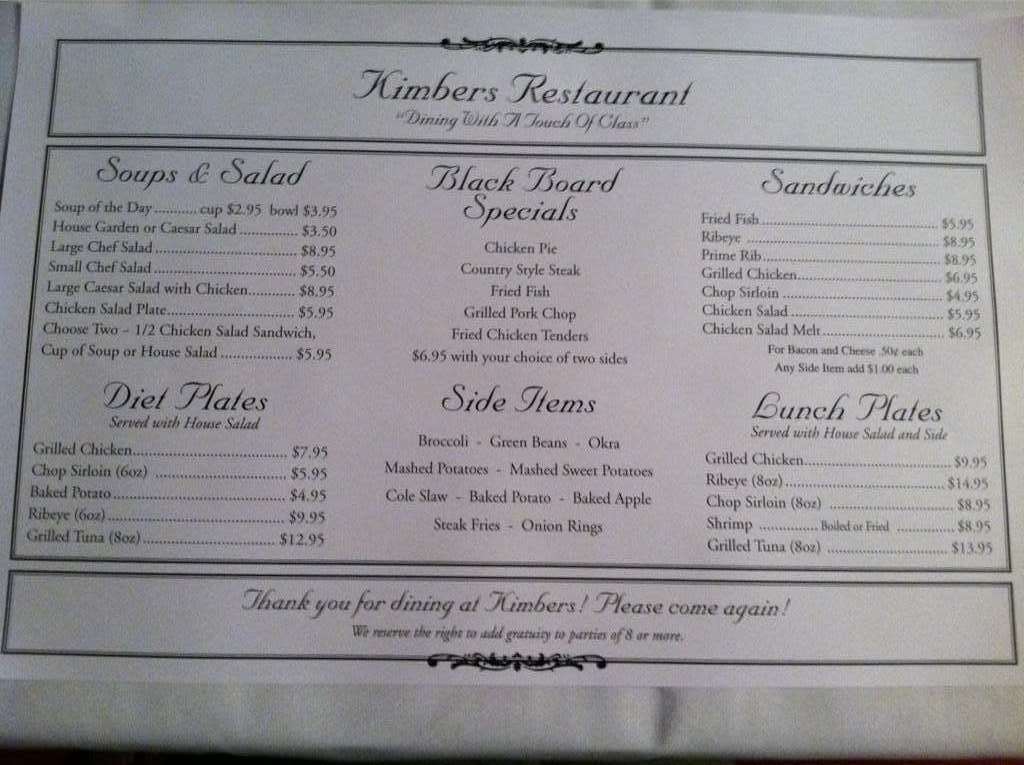 Kimbers Restaurant
"Dining With A Touch Of Class"
Soups & Salad
Soup of the Day ........... cup $2.95 bowl $3.95
House Garden or Caesar Salad ............... $3.50
Large Chef Salad .................................... $8.95
Small Chef Salad .................................... $5.50
Large Caesar Salad with Chicken............ $8.95
Chicken Salad Plate................................. $5.95
Choose Two - 1/2 Chicken Salad Sandwich,
Cup of Soup or House Salad .................. $5.95
Diet Plates
Served with House Salad
Grilled Chicken....................................... $7.95
Chop Sirloin (6oz) ................................. $5.95
Baked Potato ........................................... $4.95
Ribeye (6oz) ............................................ $9.95
Grilled Tuna (8oz) ................................. $12.95
Black Board
Specials
Chicken Pie
Country Style Steak
Fried Fish
Grilled Pork Chop
Fried Chicken Tenders
$6.95 with your choice of two sides
Side Items
Broccoli - Green Beans - Okra
Mashed Potatoes - Mashed Sweet Potatoes
Cole Slaw - Baked Potato - Baked Apple
Steak Fries - Onion Rings
Sandwiches
Fried Fish ............................................. $5.95
Ribeye ................................................. $8.95
Prime Rib.............................................. $8.95
Grilled Chicken..................................... $6.95
Chop Sirloin ......................................... $4.95
Chicken Salad ....................................... $5.95
Chicken Salad Melt................................ $6.95
For Bacon and Cheese .50¢ each
Any Side Item add $1.00 each
Lunch Plates
Served with House Salad and Side
Grilled Chicken..................................... $9.95
Ribeye (8oz) ......................................... $14.95
Chop Sirloin (8oz) ............................... $8.95
Shrimp ............... Boiled or Fried ............... $8.95
Grilled Tuna (8oz) ............................... $13.95
Thank you for dining at Kimbers! Please come again!
We reserve the right to add gratuity to parties of 8 or more.